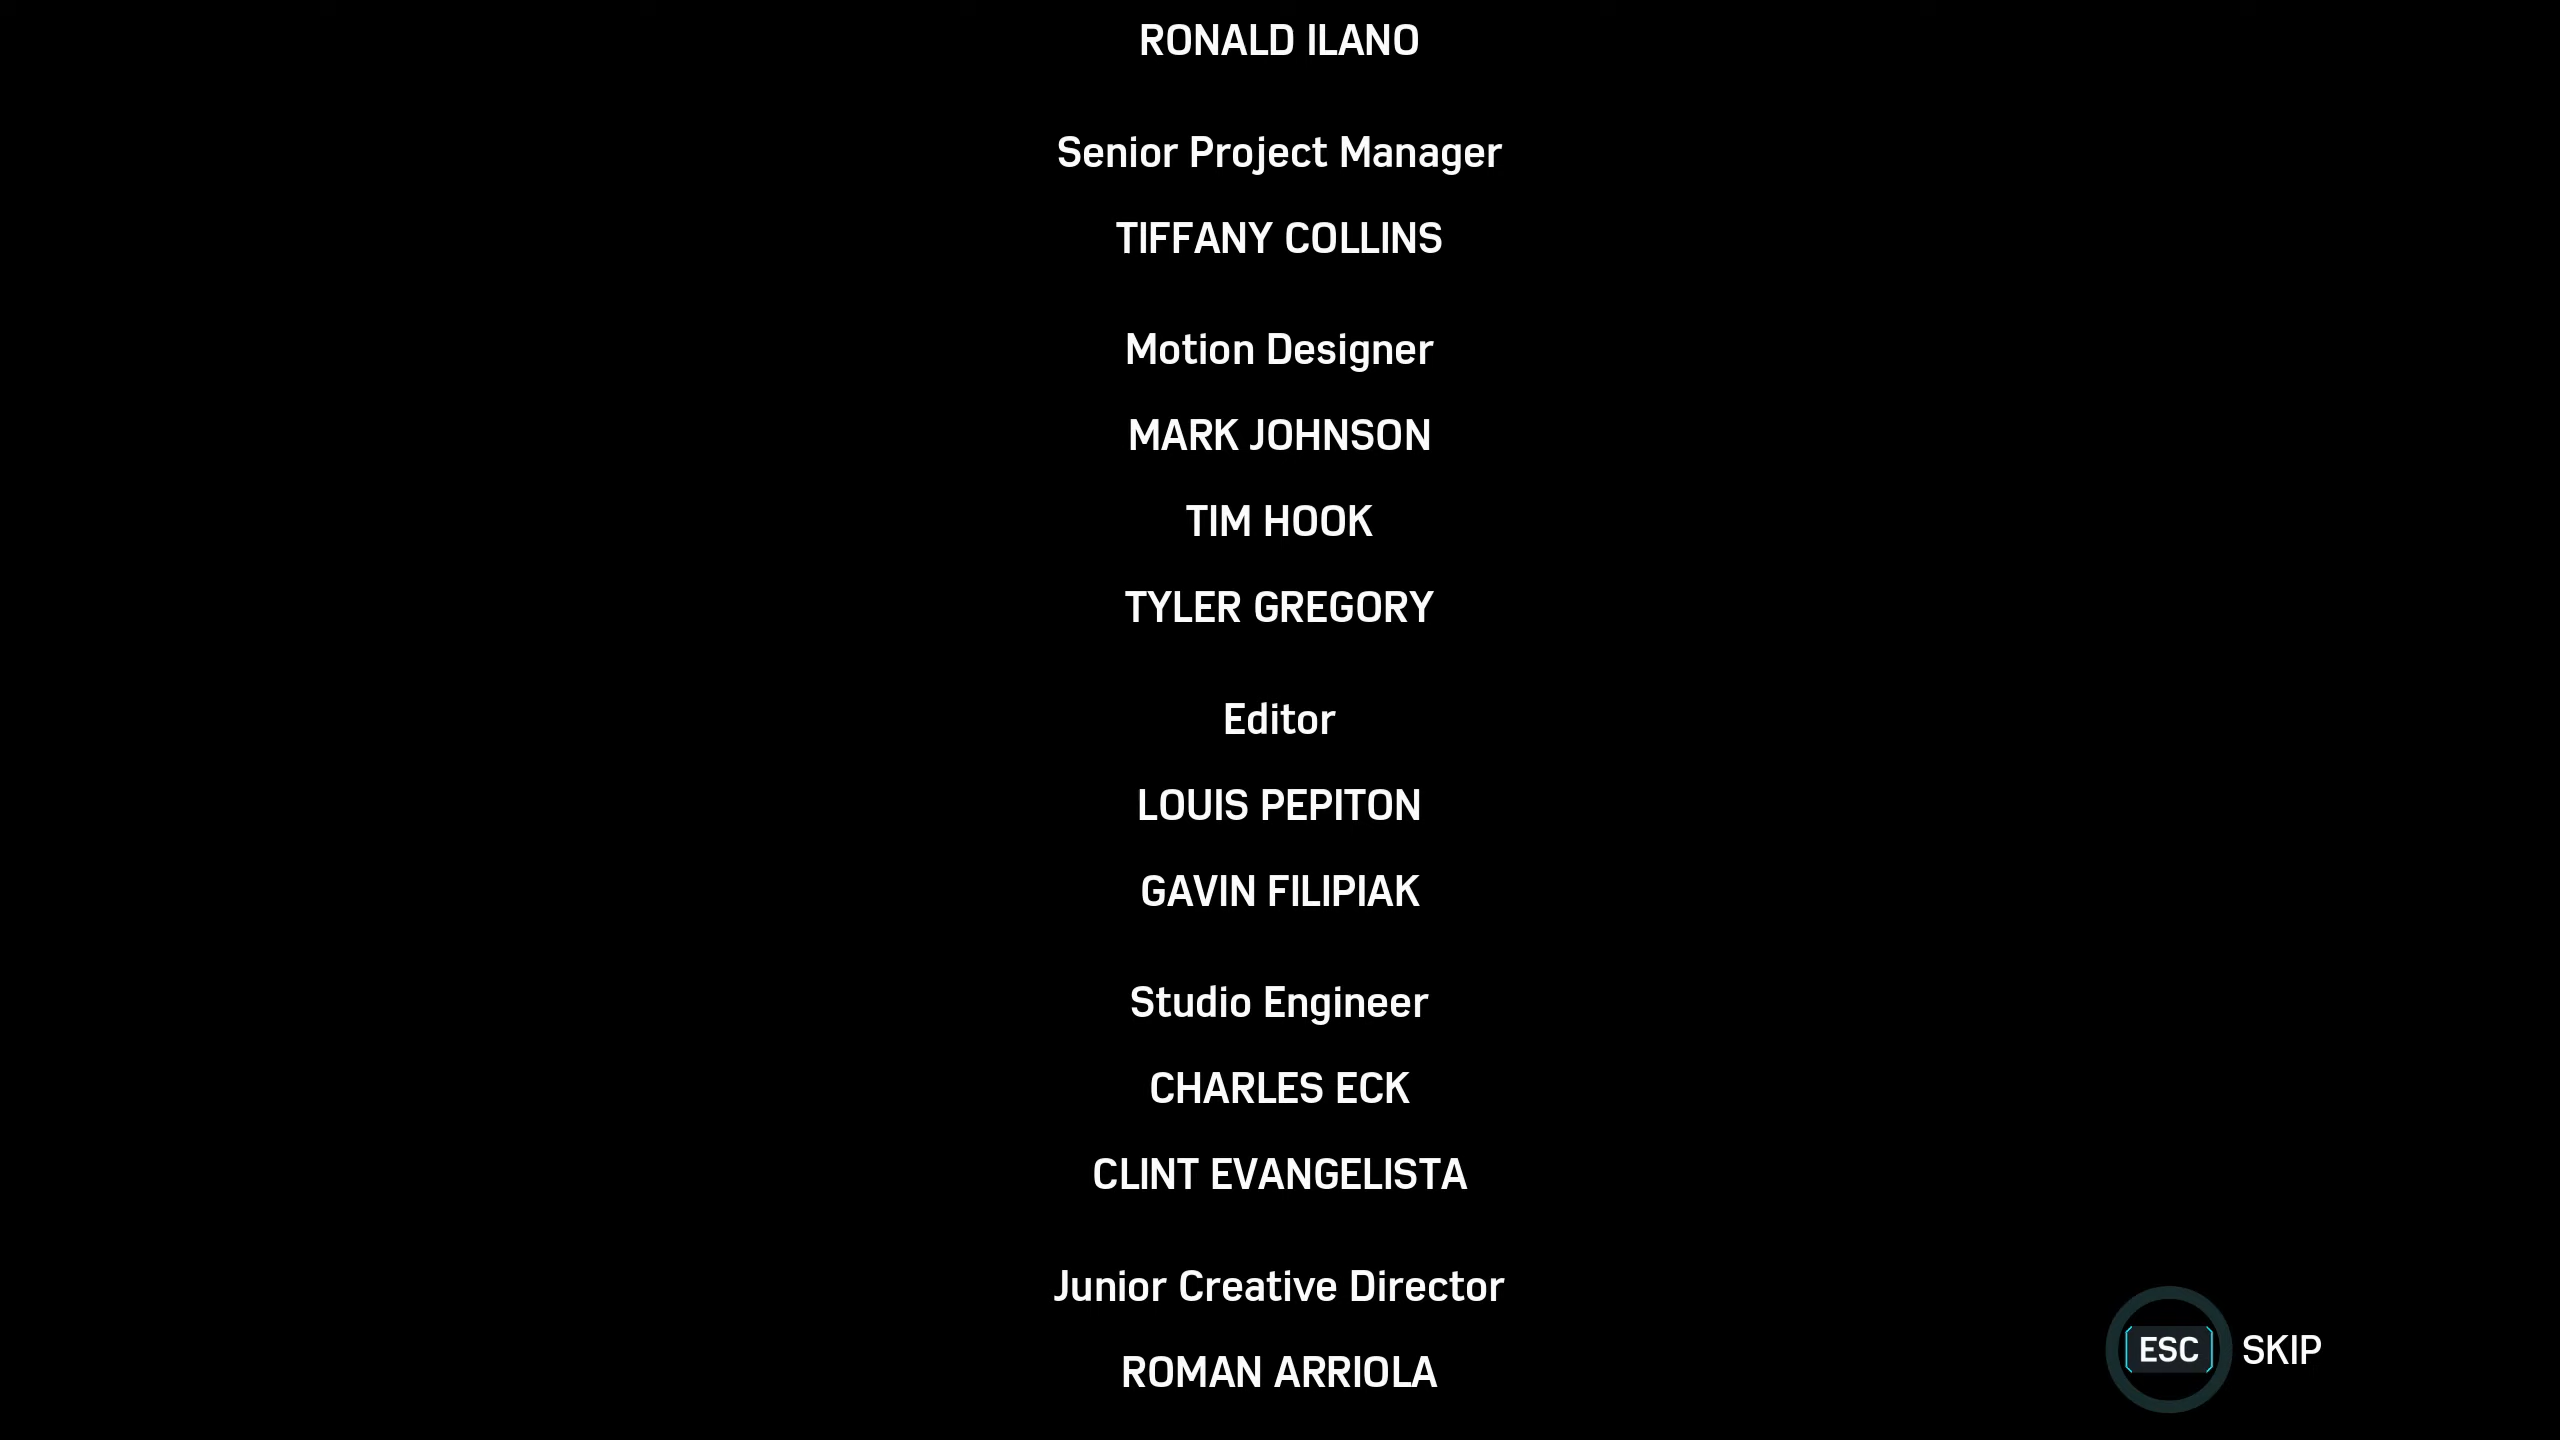 RONALD ILANO
Senior Project Manager
TIFFANY COLLINS
Motion Designer
MARK JOHNSON
TIM HOOK
TYLER GREGORY
Editor
LOUIS PEPITON
GAVIN FILIPIAK
Studio Engineer
CHARLES ECK
CLINT EVANGELISTA
Junior Creative Director
ROMAN ARRIOLA
ESC SKIP